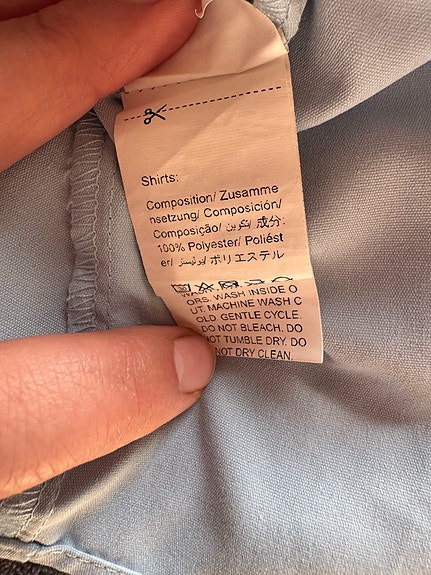 Shirts:
Composition/ Zusamme
nsetzung/ Composición/
Composição/ تكوين/ 成分:
100% Polyester/ Poliést
er/ بوليستر/ ポリエステル
ORS. WASH INSIDE O
UT. MACHINE WASH C
OLD. GENTLE CYCLE.
DO NOT BLEACH. DO
NOT TUMBLE DRY. DO
NOT DRY CLEAN.